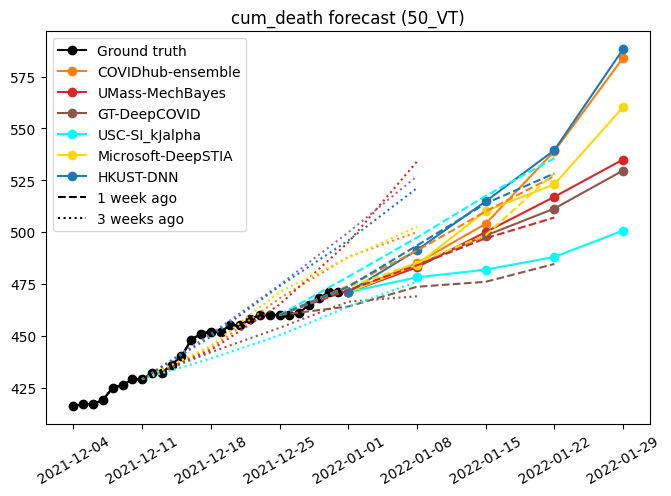 cum_death forecast (50_VT)
Ground truth
COVIDhub-ensemble
UMass-MechBayes
GT-DeepCOVID
USC-SI_kJalpha
Microsoft-DeepSTIA
HKUST-DNN
1 week ago
3 weeks ago
575
550
525
500
475
450
425
2021-12-04
2021-12-11
2021-12-18
2021-12-25
2022-01-01
2022-01-08
2022-01-15
2022-01-22
2022-01-29